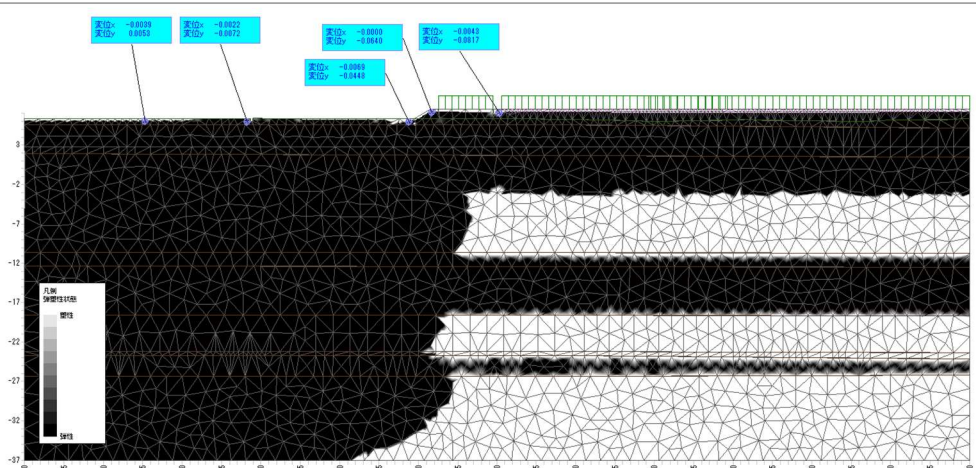 変位x -0.0039
変位y 0.0053
変位x -0.0022
変位y -0.0072
変位x -0.0000
変位y -0.0640
変位x -0.0043
変位y -0.0817
変位x -0.0069
変位y -0.0448
3
-2
-7
-12
-17
-22
-27
-32
-37
凡例
弾塑性状態
塑性
弾性